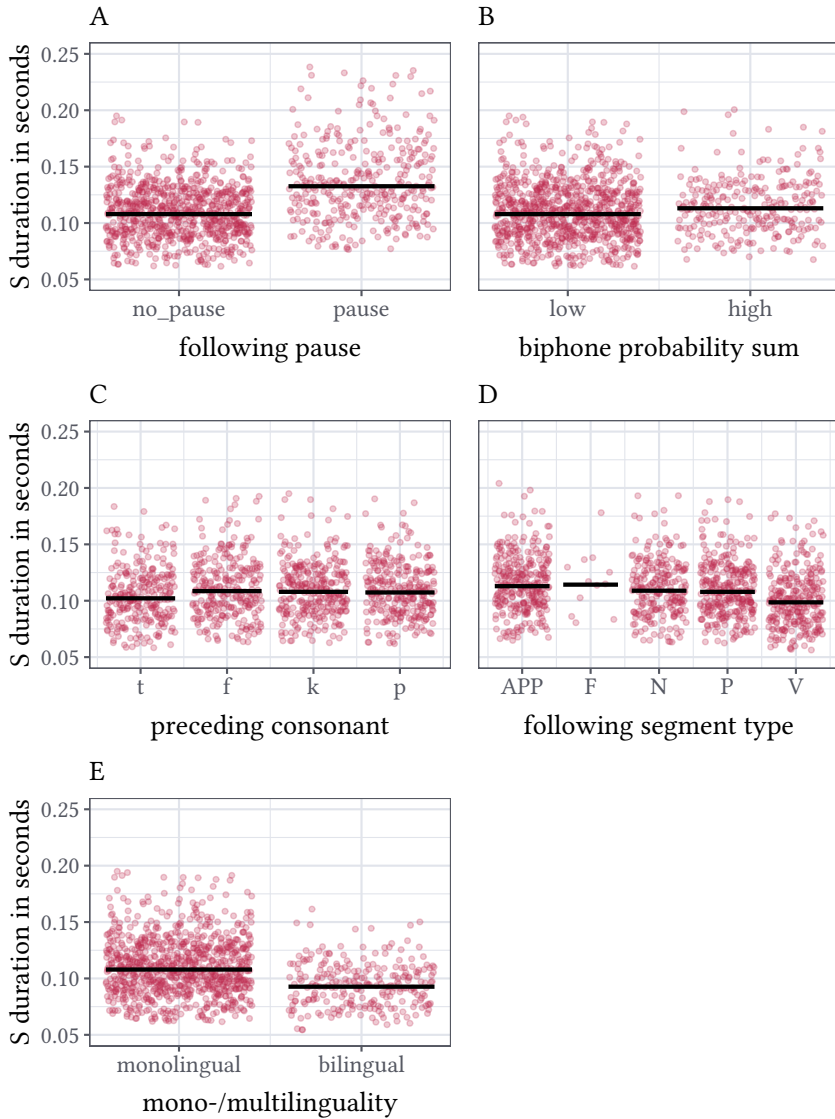 A
B
S duration in seconds
0.25
0.20
0.15
0.10
0.05
no_pause
pause
low
high
following pause
biphone probability sum
C
D
S duration in seconds
0.25
0.20
0.15
0.10
0.05
t
f
k
p
APP
F
N
P
V
preceding consonant
following segment type
E
S duration in seconds
0.25
0.20
0.15
0.10
0.05
monolingual
bilingual
mono-/multilinguality